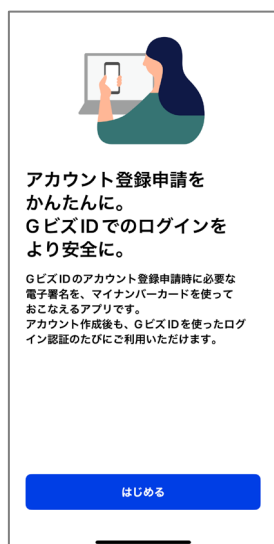 アカウント登録申請を
かんたんに。
GビズIDでのログインを
より安全に。
GビズIDのアカウント登録申請時に必要な
電子署名を、マイナンバーカードを使って
おこなえるアプリです。
アカウント作成後も、GビズIDを使ったログ
イン認証のたびにご利用いただけます。
はじめる